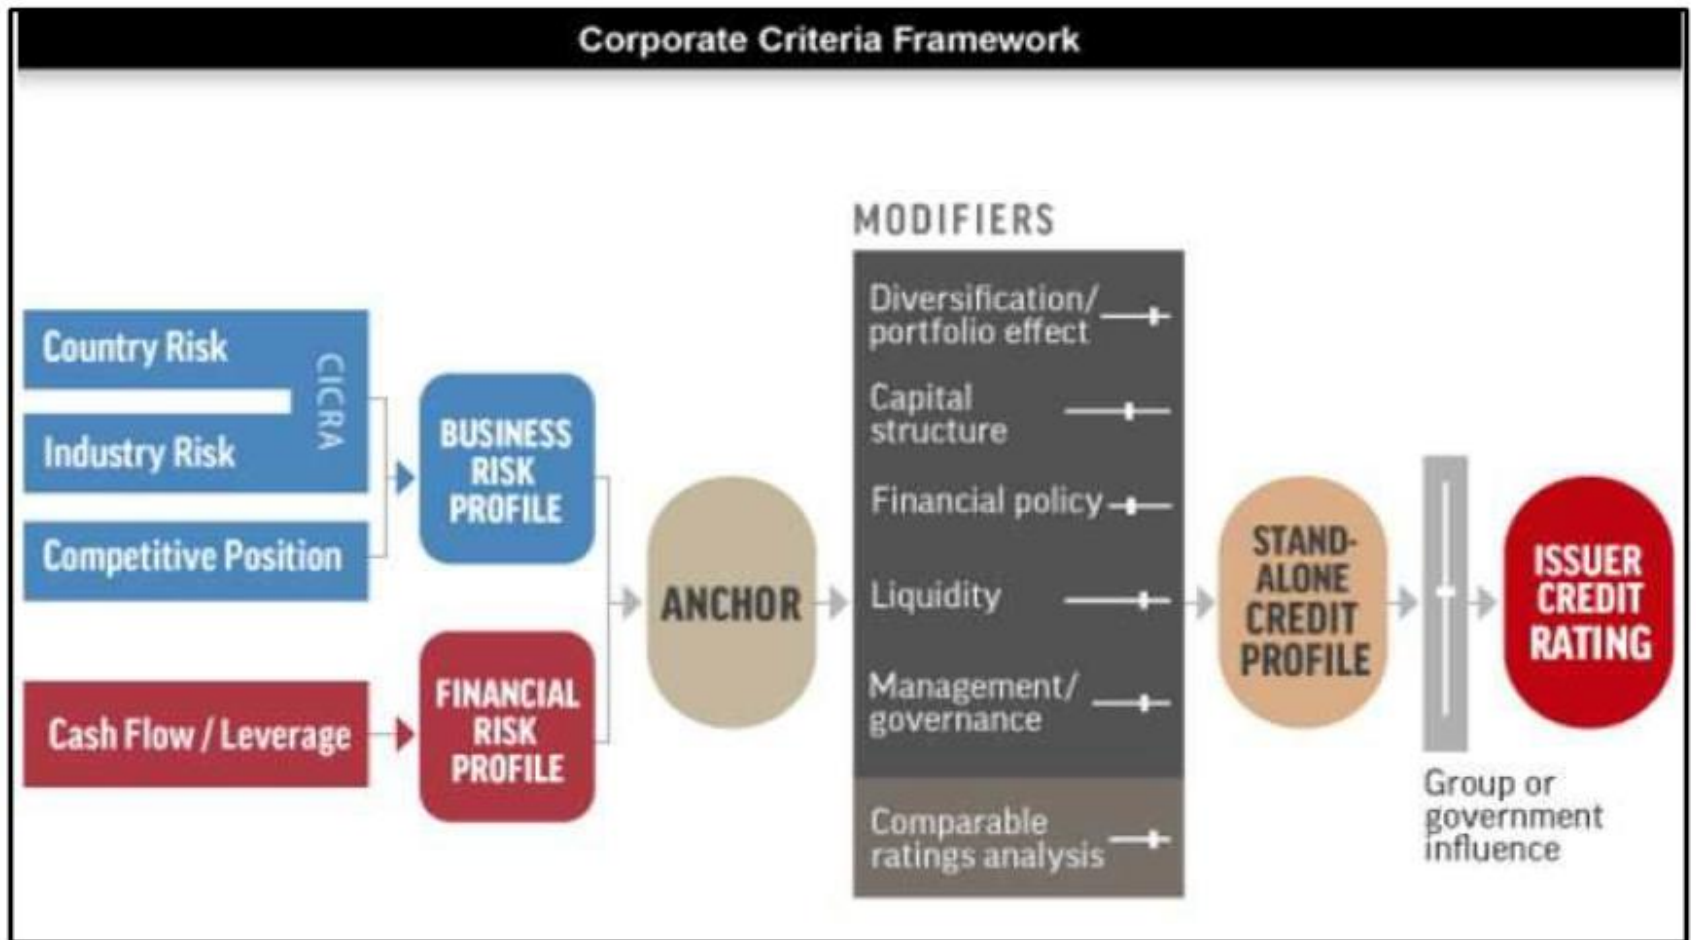 Corporate Criteria Framework
MODIFIERS
Country Risk
CICRA
Industry Risk
Competitive Position
Cash Flow / Leverage
BUSINESS
RISK
PROFILE
FINANCIAL
RISK
PROFILE
ANCHOR
Diversification/
portfolio effect
Capital
structure
Financial policy
Liquidity
Management/
governance
Comparable
ratings analysis
STAND-
ALONE
CREDIT
PROFILE
Group or
government
influence
ISSUER
CREDIT
RATING